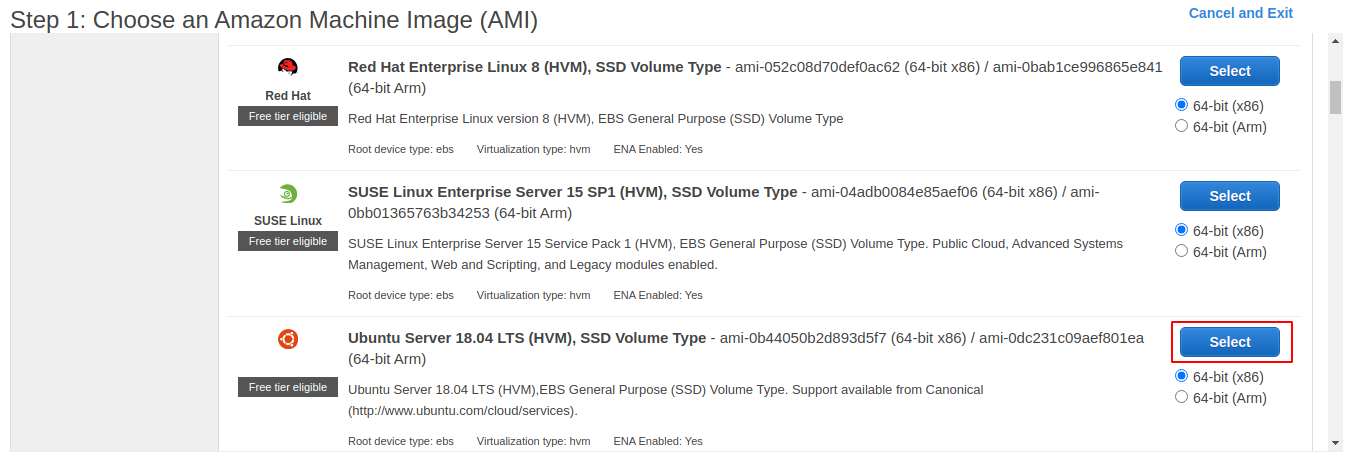 Step 1: Choose an Amazon Machine Image (AMI)
Cancel and Exit
Red Hat
Free tier eligible
Red Hat Enterprise Linux 8 (HVM), SSD Volume Type - ami-052c08d70def0ac62 (64-bit x86) / ami-0bab1ce996865e841
(64-bit Arm)
Red Hat Enterprise Linux version 8 (HVM), EBS General Purpose (SSD) Volume Type
Root device type: ebs Virtualization type: hvm ENA Enabled: Yes
Select
64-bit (x86)
64-bit (Arm)
SUSE Linux
Free tier eligible
SUSE Linux Enterprise Server 15 SP1 (HVM), SSD Volume Type - ami-04adb0084e85aef06 (64-bit x86) / ami-
0bb01365763b34253 (64-bit Arm)
SUSE Linux Enterprise Server 15 Service Pack 1 (HVM), EBS General Purpose (SSD) Volume Type. Public Cloud, Advanced Systems
Management, Web and Scripting, and Legacy modules enabled.
Root device type: ebs Virtualization type: hvm ENA Enabled: Yes
Select
64-bit (x86)
64-bit (Arm)
Free tier eligible
Ubuntu Server 18.04 LTS (HVM), SSD Volume Type - ami-0b44050b2d893d5f7 (64-bit x86) / ami-0dc231c09aef801ea
(64-bit Arm)
Ubuntu Server 18.04 LTS (HVM),EBS General Purpose (SSD) Volume Type. Support available from Canonical
(http://www.ubuntu.com/cloud/services).
Root device type: ebs Virtualization type: hvm ENA Enabled: Yes
Select
64-bit (x86)
64-bit (Arm)